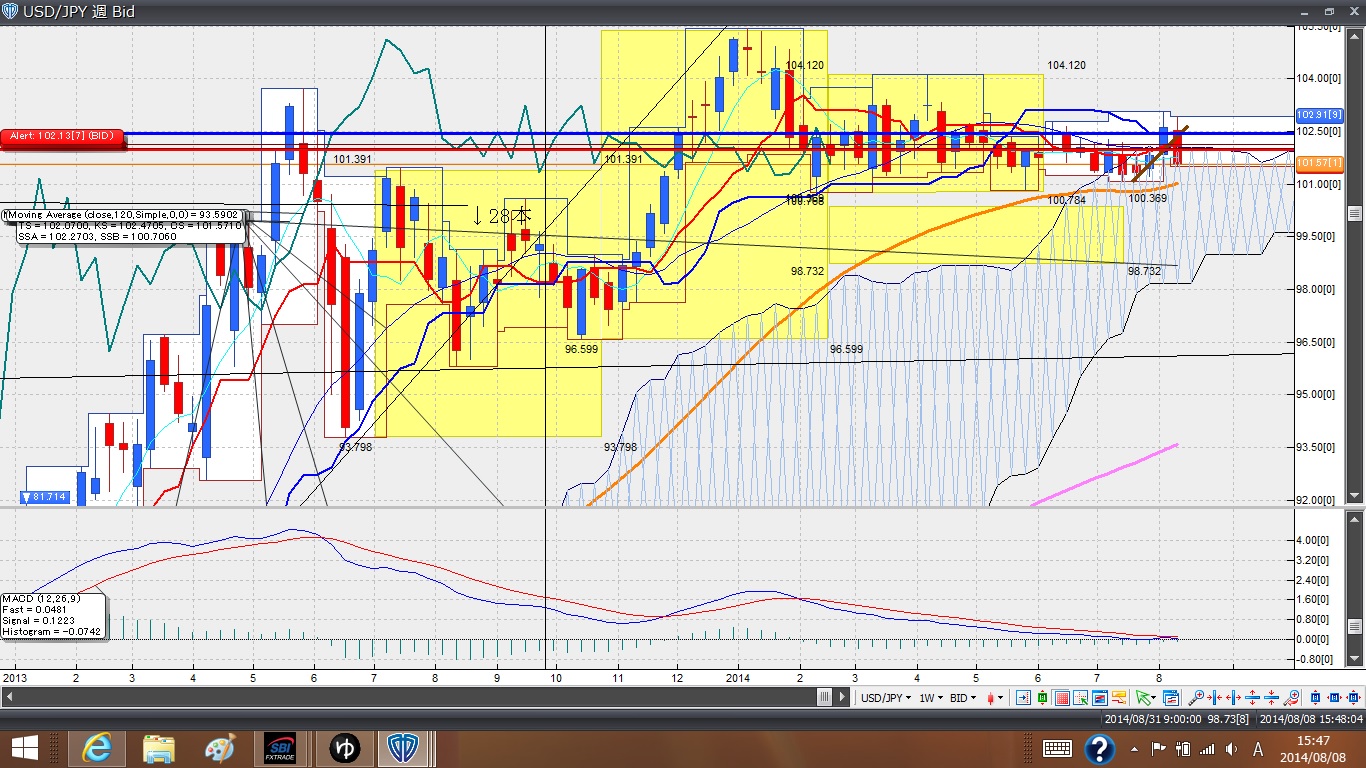 USD/JPY 週 Bid
105.50[0]
104.120
104.120
104.00[0]
102.91[9]
102.50[0]
Alert: 102.13[7] (BID)
101.391
101.391
101.57[1]
101.00[0]
100.784
100.369
Moving Average (close,120,Simple,0,0) = 93.5902
TS = 102.0700, KS = 102.4705, CS = 101.5710
SSA = 102.2703, SSB = 100.7060
↓28本
99.50[0]
98.732
98.732
98.00[0]
96.599
96.599
96.50[0]
95.00[0]
93.798
93.798
93.50[0]
▼ 81.714
92.00[0]
4.00[0]
3.20[0]
2.40[0]
1.60[0]
0.80[0]
0.00[0]
-0.80[0]
MACD (12,26,9)
Fast = 0.0481
Signal = 0.1223
Histogram = -0.0742
2013 2 3 4 5 6 7 8 9 10 11 12 2014 2 3 4 5 6 7 8
USD/JPY 1W BID
2014/08/31 9:00:00 98.73[8] 2014/08/08 15:48:04
SBI
FXTRADE
ゆ
A
15:47
2014/08/08